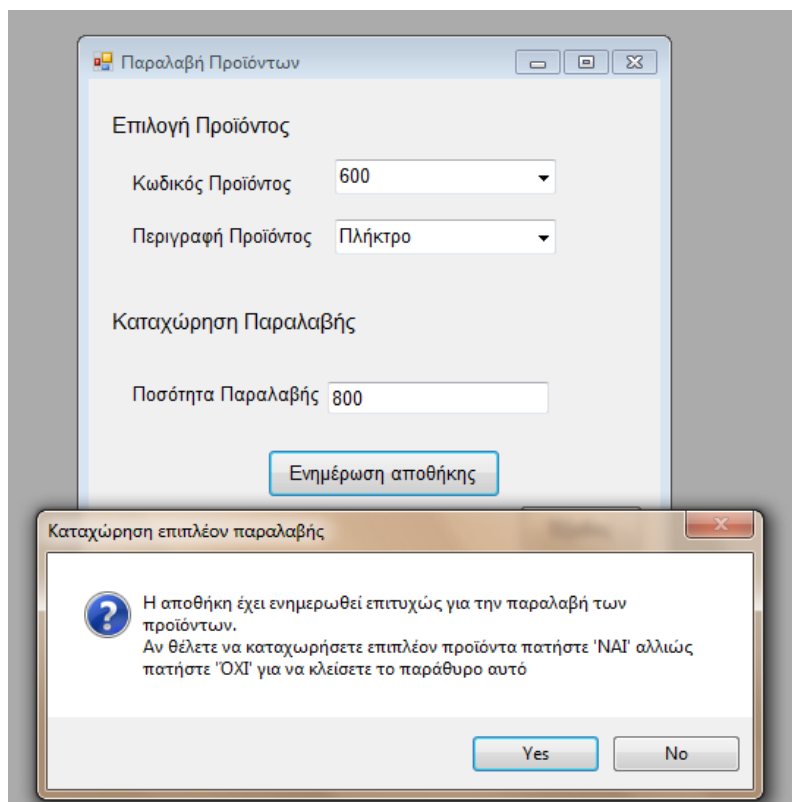 Παραλαβή Προϊόντων
Επιλογή Προϊόντος
Κωδικός Προϊόντος 600
Περιγραφή Προϊόντος Πλήκτρο
Καταχώρηση Παραλαβής
Ποσότητα Παραλαβής 800
Ενημέρωση αποθήκης
Καταχώρηση επιπλέον παραλαβής
Η αποθήκη έχει ενημερωθεί επιτυχώς για την παραλαβή των
προϊόντων.
Αν θέλετε να καταχωρήσετε επιπλέον προϊόντα πατήστε 'ΝΑΙ' αλλιώς
πατήστε 'ΌΧΙ' για να κλείσετε το παράθυρο αυτό
Yes No